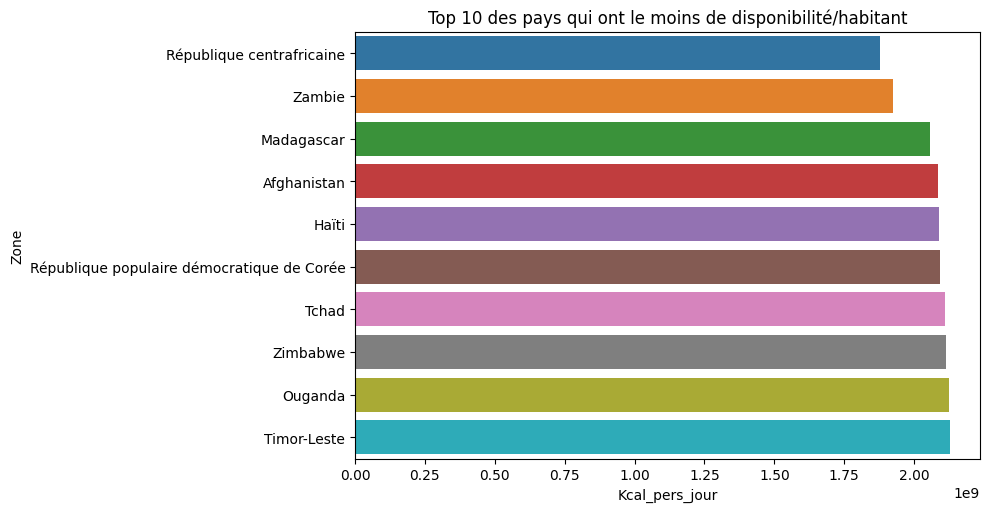 Top 10 des pays qui ont le moins de disponibilité/habitant
République centrafricaine
Zambie
Madagascar
Afghanistan
Haïti
République populaire démocratique de Corée
Tchad
Zimbabwe
Ouganda
Timor-Leste
Zone
0.00 0.25 0.50 0.75 1.00 1.25 1.50 1.75 2.00
1e9
Kcal_pers_jour